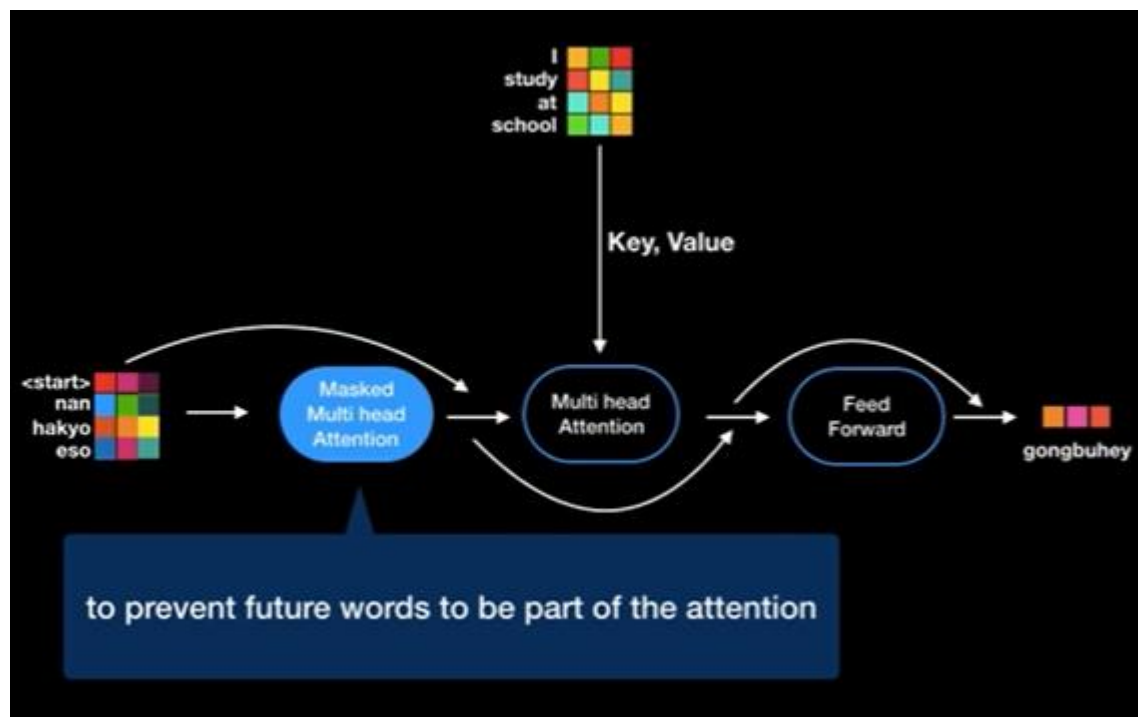 I
study
at
school
Key, Value
<start>
nan
hakyo
eso
Masked
Multi head
Attention
Multi head
Attention
Feed
Forward
gongbuhey
to prevent future words to be part of the attention